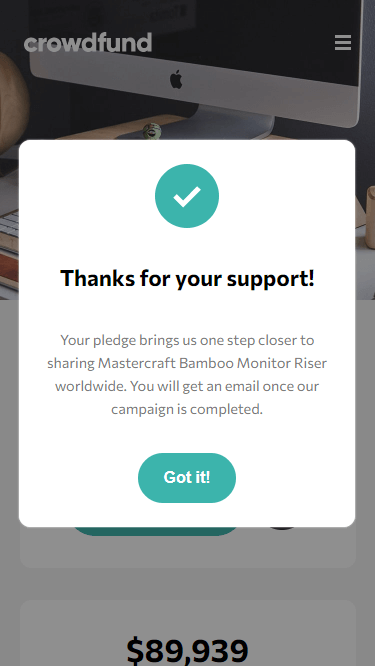 crowdfund
Thanks for your support!
Your pledge brings us one step closer to
sharing Mastercraft Bamboo Monitor Riser
worldwide. You will get an email once our
campaign is completed.
Got it!
$89,939